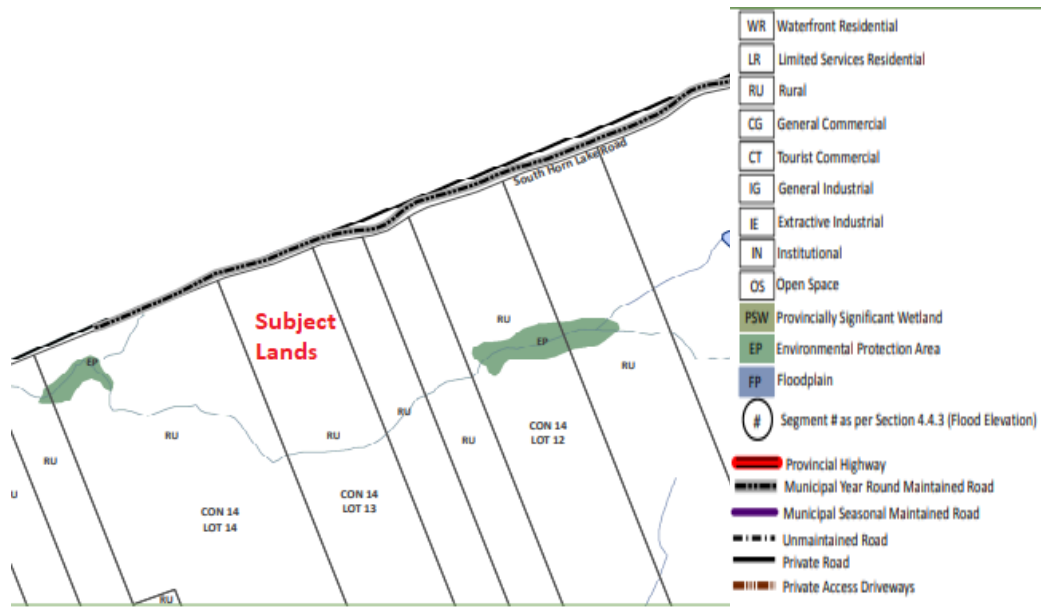 South Horn Lake Road
Subject
Lands
RU
EP
EP
RU
RU
RU
RU
RU
RU
U
CON 14
LOT 12
CON 14
LOT 13
CON 14
LOT 14
RU
WR Waterfront Residential
LR Limited Services Residential
RU Rural
CG General Commercial
CT Tourist Commercial
IG General Industrial
IE Extractive Industrial
IN Institutional
OS Open Space
PSW Provincially Significant Wetland
EP Environmental Protection Area
FP Floodplain
# Segment # as per Section 4.4.3 (Flood Elevation)
Provincial Highway
Municipal Year Round Maintained Road
Municipal Seasonal Maintained Road
Unmaintained Road
Private Road
Private Access Driveways